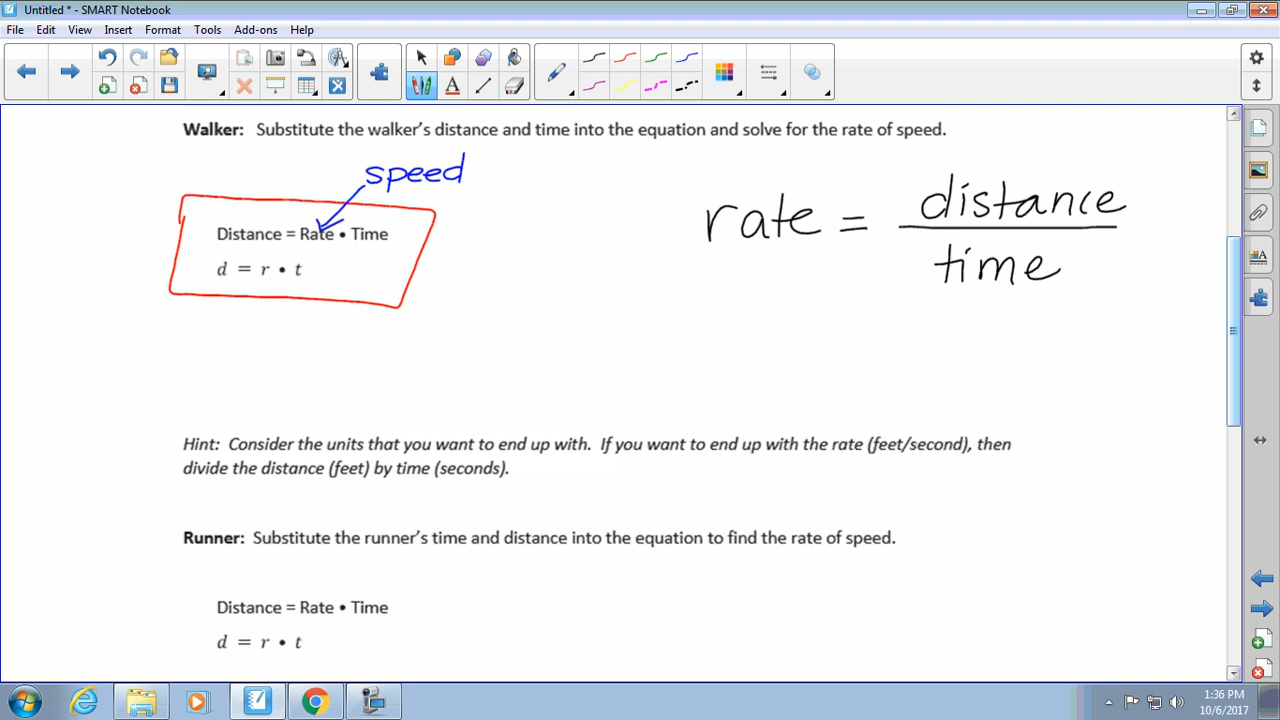 Untitled * - SMART Notebook
File Edit View Insert Format Tools Add-ons Help
Walker: Substitute the walker's distance and time into the equation and solve for the rate of speed.
speed
Distance = Rate • Time
d = r • t
rate = distance
time
Hint: Consider the units that you want to end up with. If you want to end up with the rate (feet/second), then
divide the distance (feet) by time (seconds).
Runner: Substitute the runner's time and distance into the equation to find the rate of speed.
Distance = Rate • Time
d = r • t
1:36 PM
10/6/2017